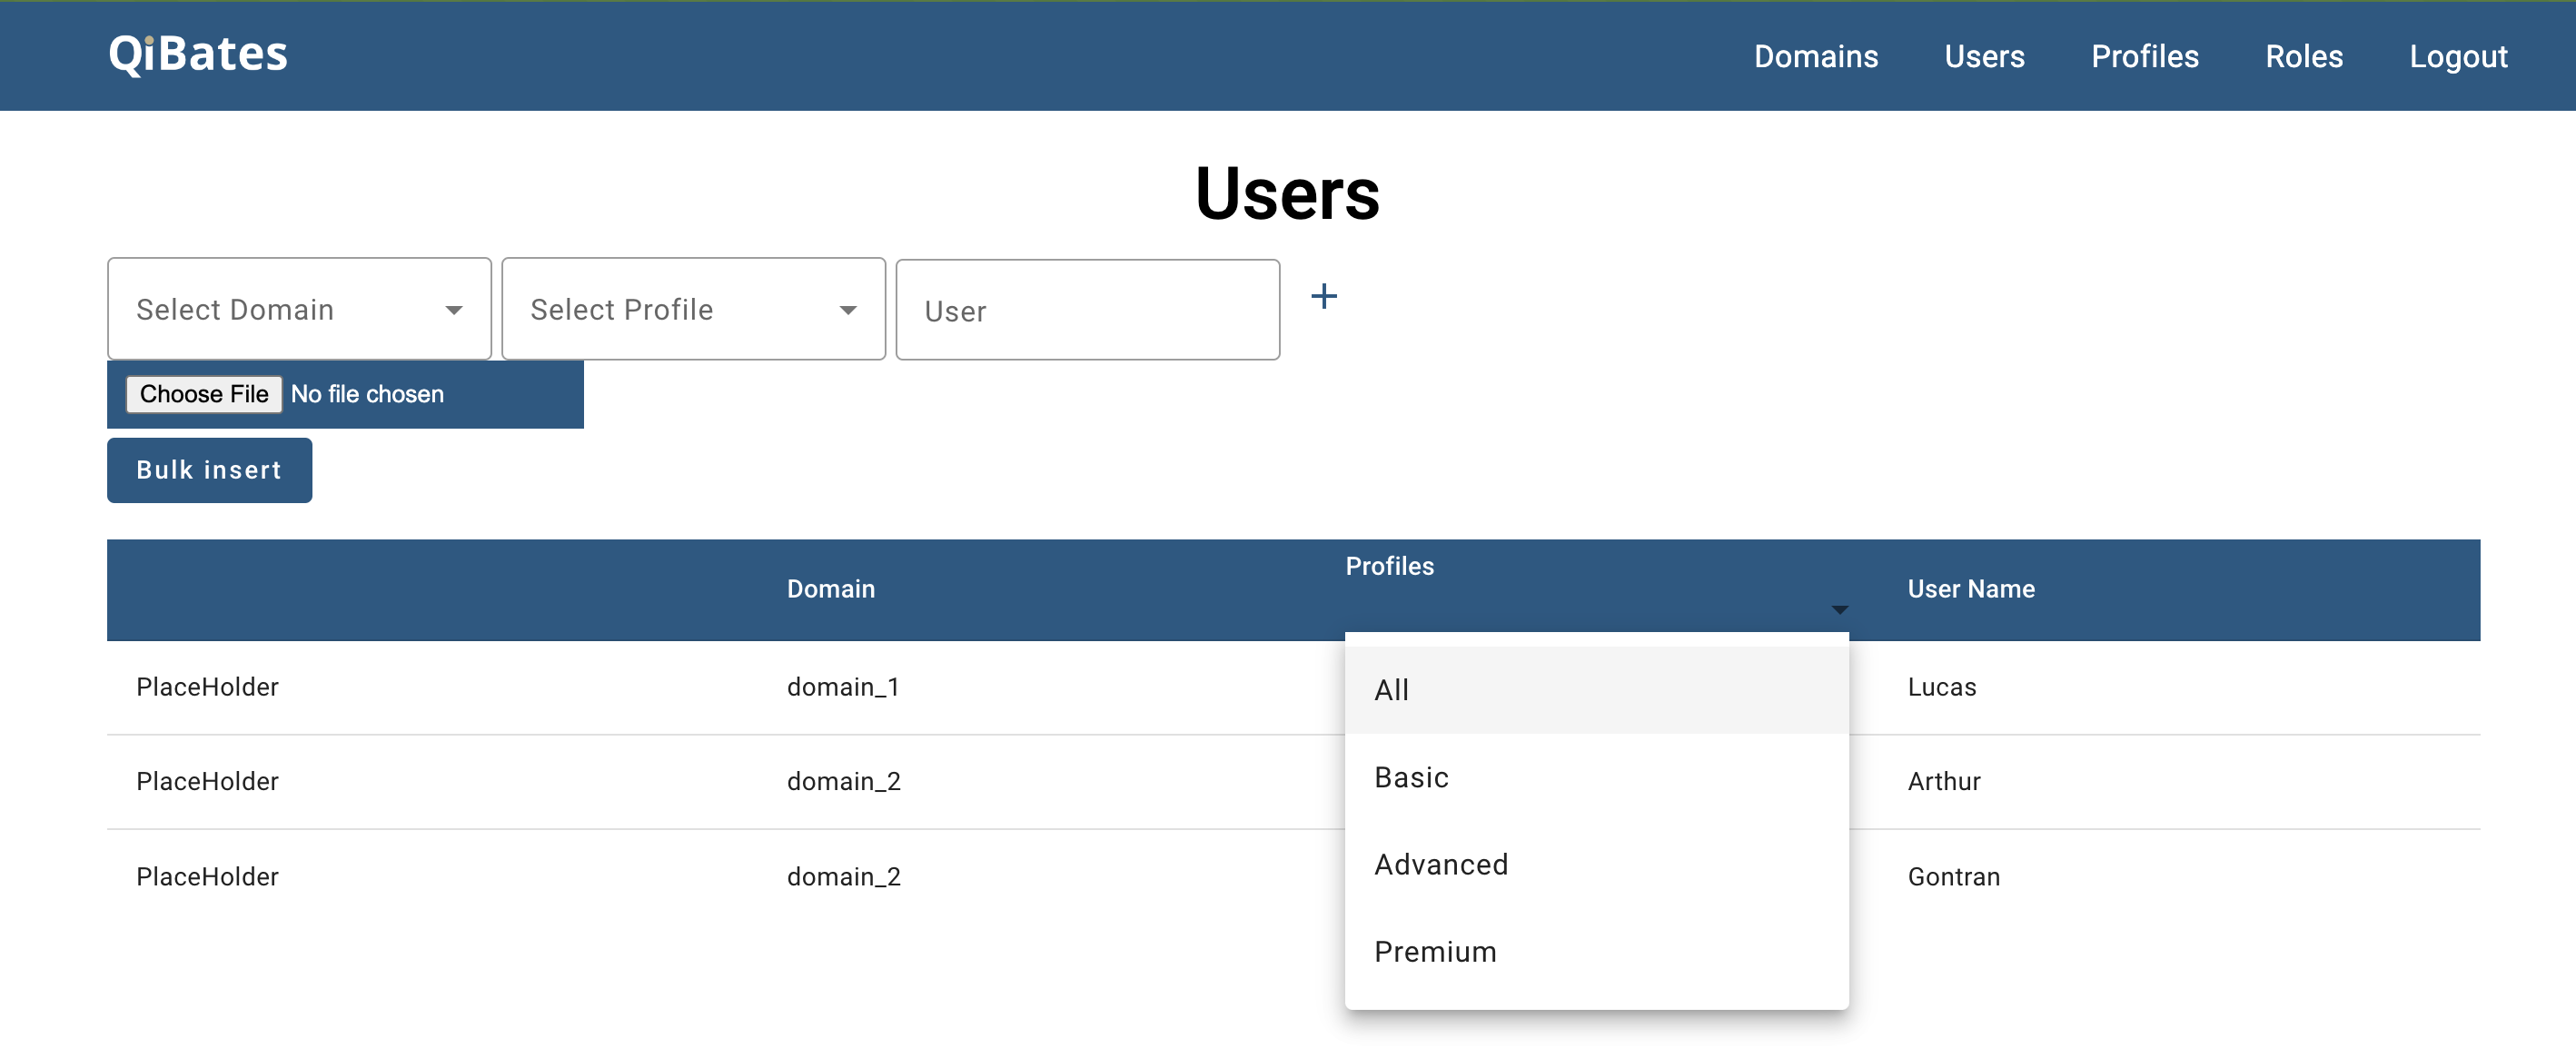 QiBates Domains Users Profiles Roles Logout
Users
Select Domain Select Profile User +
Choose File No file chosen
Bulk insert
Domain Profiles User Name
PlaceHolder domain_1 Lucas
PlaceHolder domain_2 Arthur
PlaceHolder domain_2 Gontran
All
Basic
Advanced
Premium